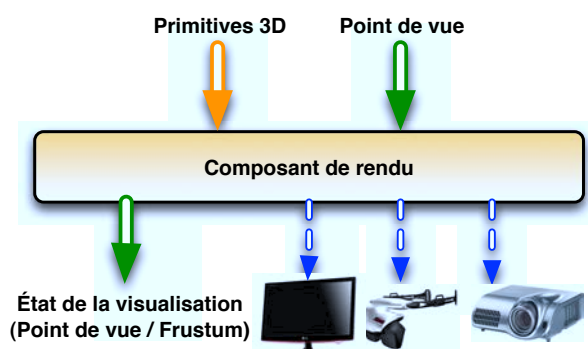 Primitives 3D
Point de vue
Composant de rendu
État de la visualisation
(Point de vue / Frustum)